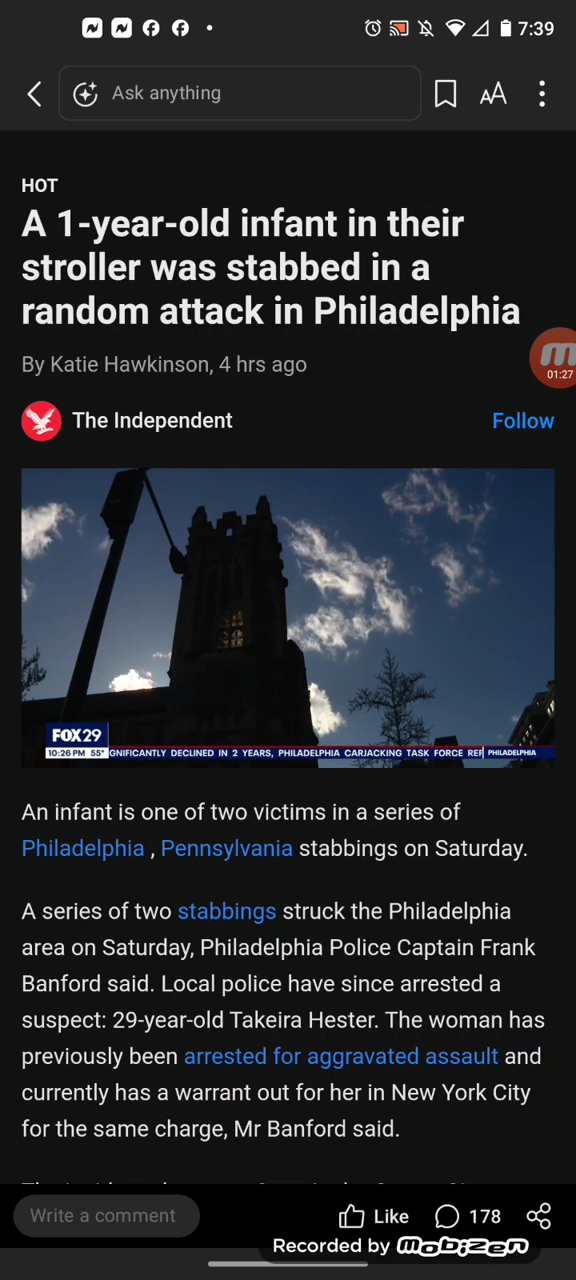 7:39
Ask anything
AA
HOT
A 1-year-old infant in their
stroller was stabbed in a
random attack in Philadelphia
By Katie Hawkinson, 4 hrs ago
01:27
The Independent
Follow
FOX 29
10:26 PM 55° GNIFICANTLY DECLINED IN 2 YEARS, PHILADELPHIA CARJACKING TASK FORCE REF PHILADELPHIA
An infant is one of two victims in a series of
Philadelphia , Pennsylvania stabbings on Saturday.
A series of two stabbings struck the Philadelphia
area on Saturday, Philadelphia Police Captain Frank
Banford said. Local police have since arrested a
suspect: 29-year-old Takeira Hester. The woman has
previously been arrested for aggravated assault and
currently has a warrant out for her in New York City
for the same charge, Mr Banford said.
Write a comment
Like
178
Recorded by mobizen